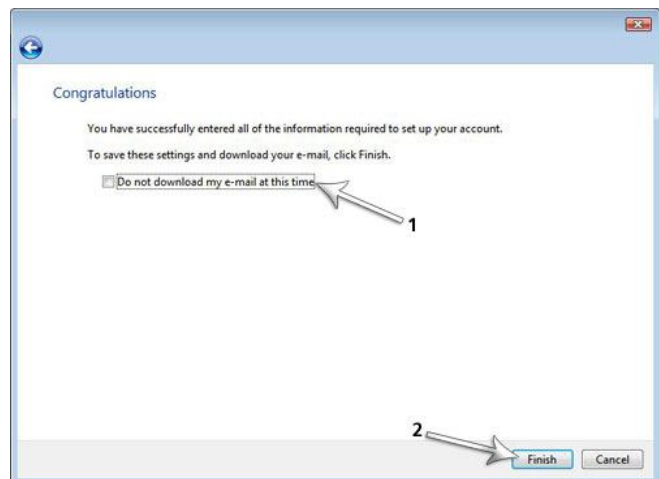 Congratulations
You have successfully entered all of the information required to set up your account.
To save these settings and download your e-mail, click Finish.
Do not download my e-mail at this time
1
2
Finish Cancel